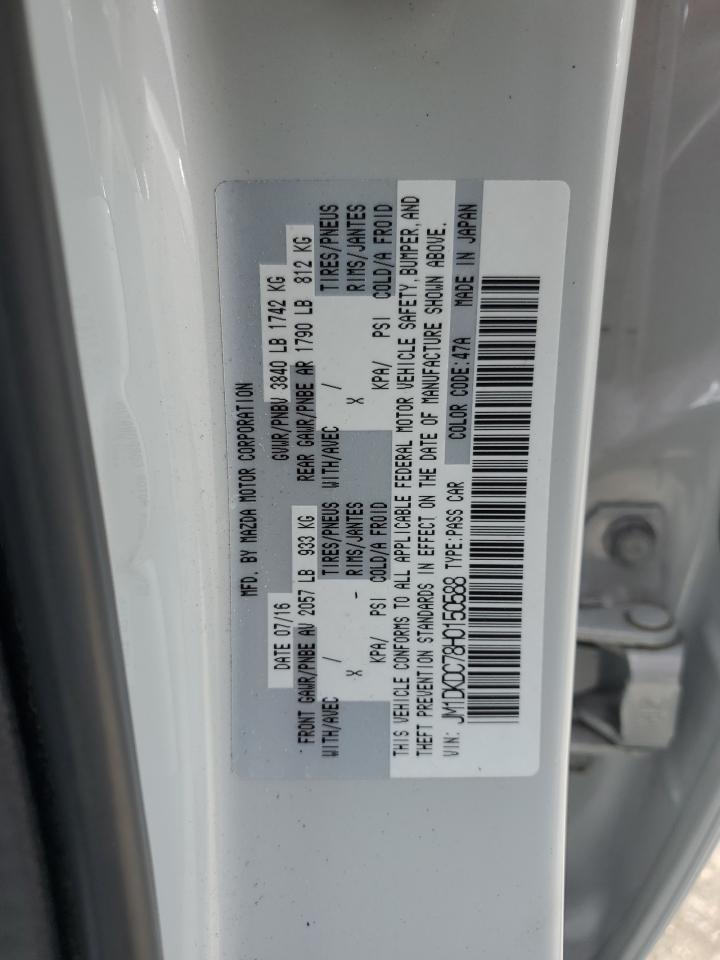 MFD. BY MAZDA MOTOR CORPORATION
DATE 07/16 GVWR/PNBV 3840 LB 1742 KG
FRONT GAWR/PNBE AV 2057 LB 933 KG REAR GAWR/PNBE AR 1790 LB 812 KG
WITH/AVEC / TIRES/PNEUS WITH/AVEC / TIRES/PNEUS
X - RIMS/JANTES X RIMS/JANTES
KPA/ PSI COLD/A FROID KPA/ PSI COLD/A FROID
THIS VEHICLE CONFORMS TO ALL APPLICABLE FEDERAL MOTOR VEHICLE SAFETY, BUMPER, AND
THEFT PREVENTION STANDARDS IN EFFECT ON THE DATE OF MANUFACTURE SHOWN ABOVE.
VIN: JM1DKDC78H0150588 TYPE:PASS CAR COLOR CODE:47A MADE IN JAPAN